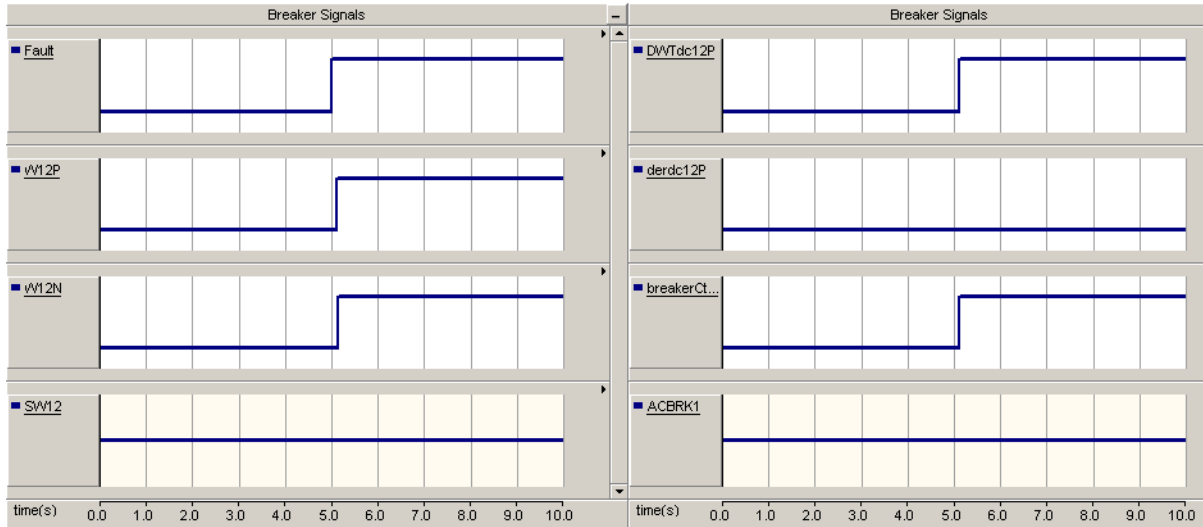 Breaker Signals
Fault
W12P
W12N
SW12
time(s) 0.0 1.0 2.0 3.0 4.0 5.0 6.0 7.0 8.0 9.0 10.0
Breaker Signals
DWTdc12P
derdc12P
breakerCt...
ACBRK1
time(s) 0.0 1.0 2.0 3.0 4.0 5.0 6.0 7.0 8.0 9.0 10.0